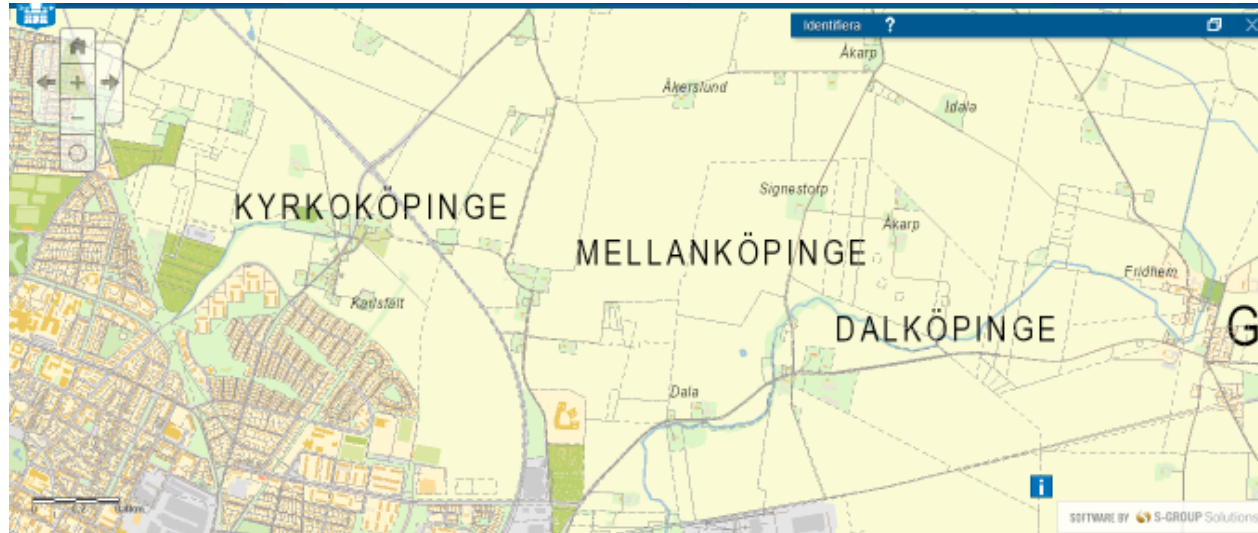 Identifiera ?
Åkarp
Åkerslund
Idala
Signestorp
KYRKOKÖPINGE
Åkarp
MELLANKÖPINGE
Fridhem
Karlsfält
DALKÖPINGE
G
Dala
i
SOFTWARE BY S-GROUP Solutions